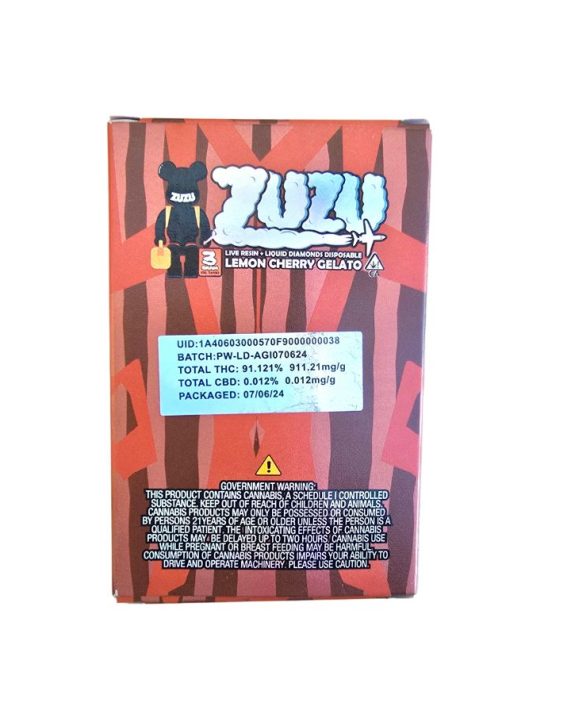 ZUZU
ZUZU
3
LIVE RESIN + LIQUID DIAMONDS DISPOSABLE
LEMON CHERRY GELATO
CA
UID:1A40603000570F9000000038
BATCH:PW-LD-AGI070624
TOTAL THC: 91.121% 911.21mg/g
TOTAL CBD: 0.012% 0.012mg/g
PACKAGED: 07/06/24
GOVERNMENT WARNING:
THIS PRODUCT CONTAINS CANNABIS, A SCHEDULE I CONTROLLED
SUBSTANCE. KEEP OUT OF REACH OF CHILDREN AND ANIMALS.
CANNABIS PRODUCTS MAY ONLY BE POSSESSED OR CONSUMED
BY PERSONS 21YEARS OF AGE OR OLDER UNLESS THE PERSON IS A
QUALIFIED PATIENT. THE INTOXICATING EFFECTS OF CANNABIS
PRODUCTS MAY BE DELAYED UP TO TWO HOURS. CANNABIS USE
WHILE PREGNANT OR BREAST FEEDING MAY BE HARMFUL.
CONSUMPTION OF CANNABIS PRODUCTS IMPAIRS YOUR ABILITY TO
DRIVE AND OPERATE MACHINERY. PLEASE USE CAUTION.